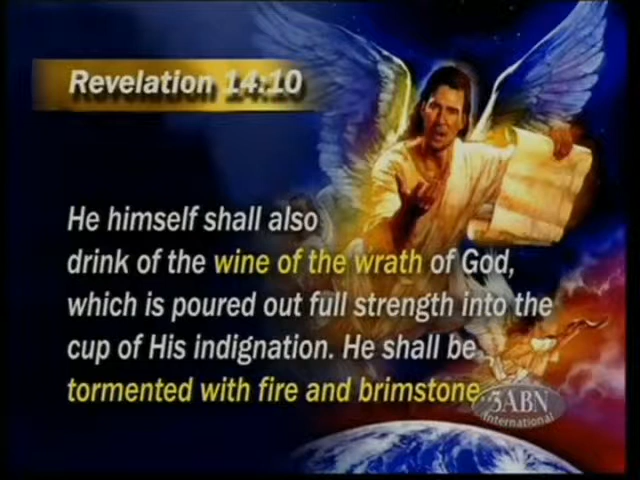 Revelation 14:10
He himself shall also
drink of the wine of the wrath of God,
which is poured out full strength into the
cup of His indignation. He shall be
tormented with fire and brimstone.
3ABN
International